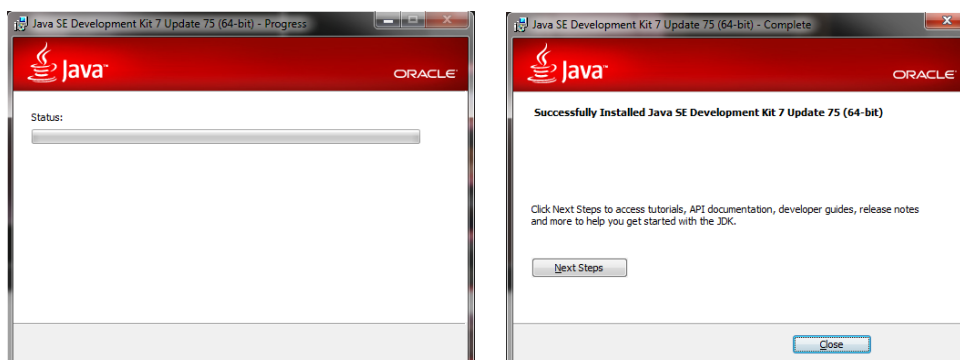 Java SE Development Kit 7 Update 75 (64-bit) - Progress
Java™
ORACLE®
Status:
Java SE Development Kit 7 Update 75 (64-bit) - Complete
Java™
ORACLE®
Successfully Installed Java SE Development Kit 7 Update 75 (64-bit)
Click Next Steps to access tutorials, API documentation, developer guides, release notes
and more to help you get started with the JDK.
Next Steps
Close